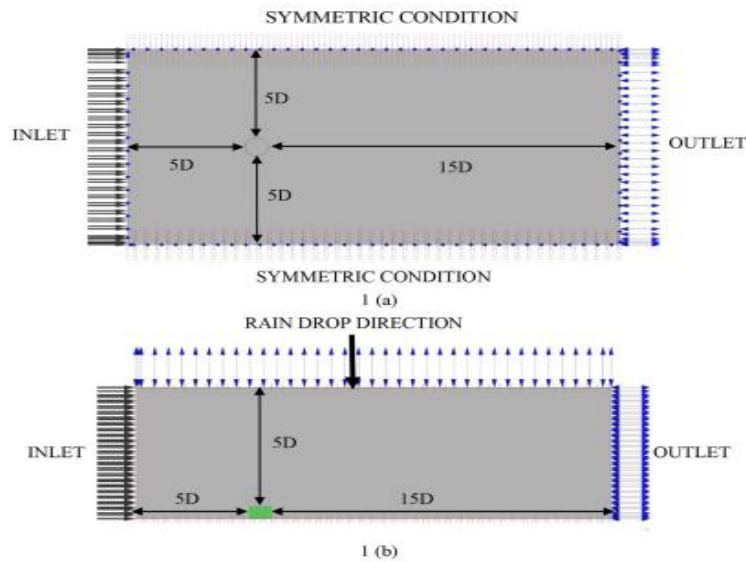 SYMMETRIC CONDITION
5D
INLET
5D
15D
OUTLET
5D
SYMMETRIC CONDITION
1 (a)
RAIN DROP DIRECTION
5D
INLET
OUTLET
5D
15D
1 (b)